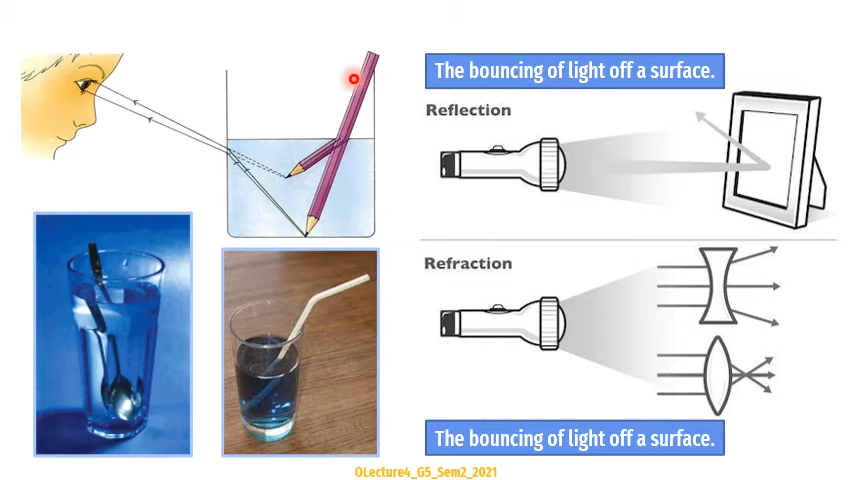 The bouncing of light off a surface.
Reflection
Refraction
The bouncing of light off a surface.
OLecture4_G5_Sem2_2021